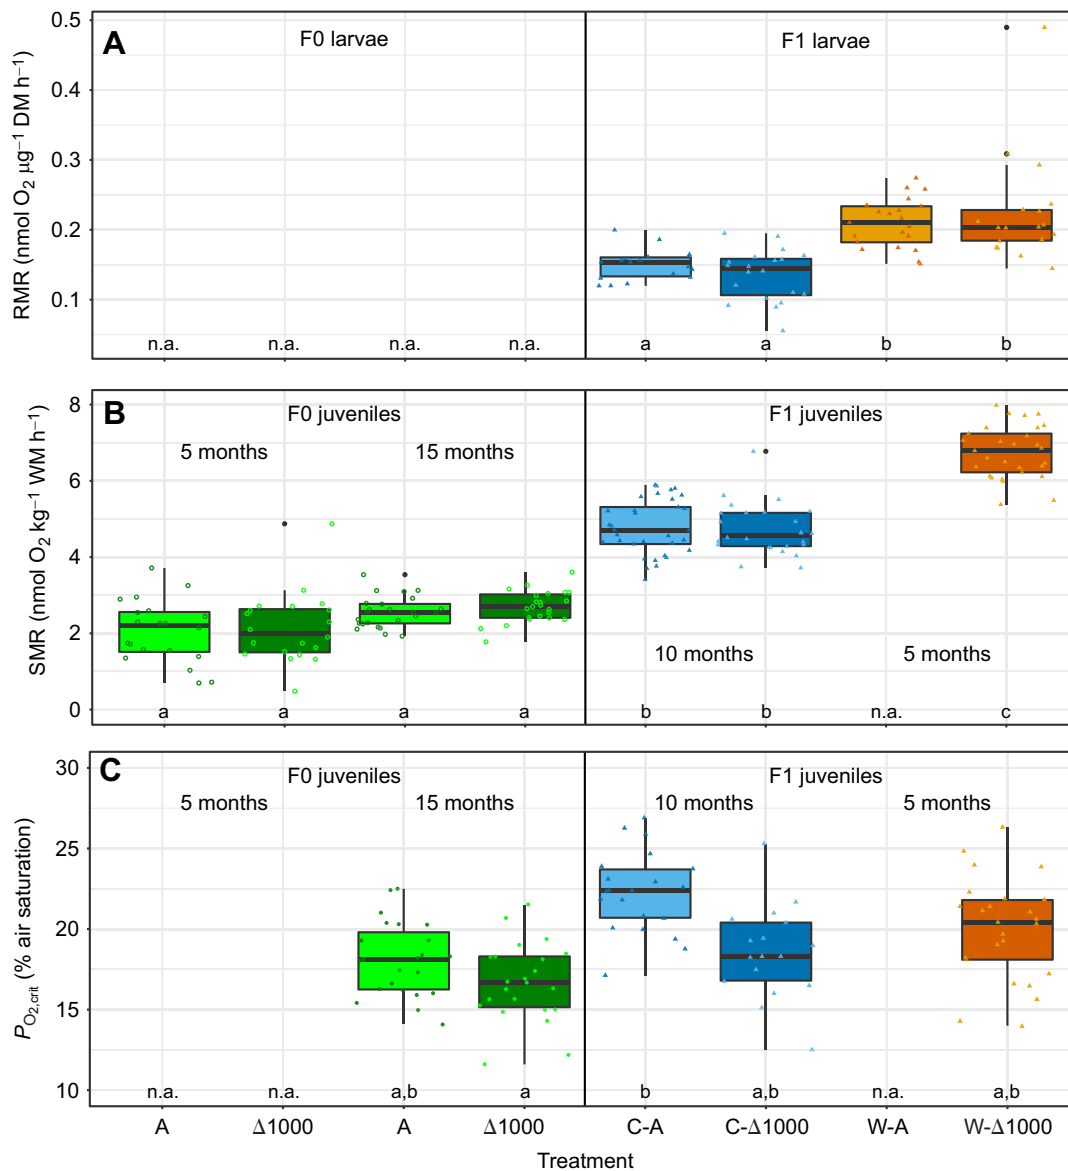 A
F0 larvae
F1 larvae
RMR (nmol O₂ µg⁻¹ DM h⁻¹)
0.5
0.4
0.3
0.2
0.1
n.a. n.a. n.a. n.a. a a b b
B
F0 juveniles
F1 juveniles
5 months
15 months
SMR (nmol O₂ kg⁻¹ WM h⁻¹)
8
6
4
2
0
10 months
5 months
a a a a b b n.a. c
C
F0 juveniles
F1 juveniles
5 months
15 months
10 months
5 months
P_O₂,crit (% air saturation)
30
25
20
15
10
n.a. n.a. a,b a b a,b n.a. a,b
A Δ1000 A Δ1000 C-A C-Δ1000 W-A W-Δ1000
Treatment